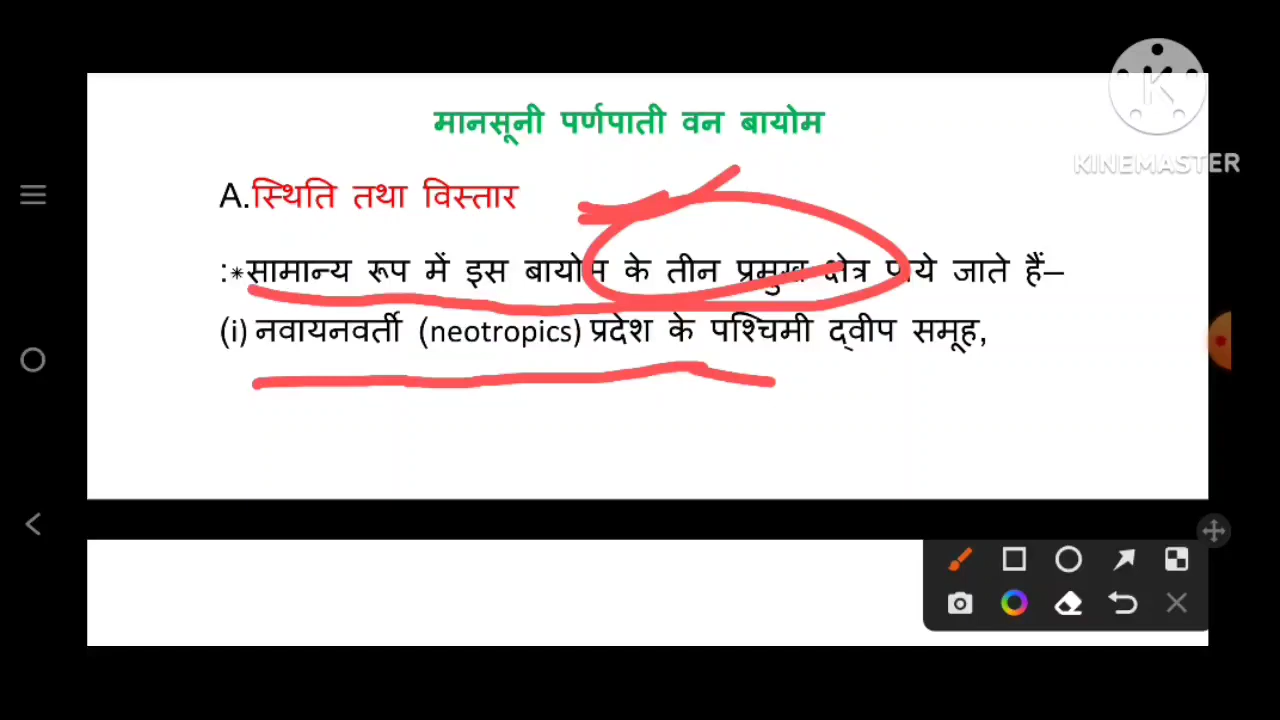 मानसूनी पर्णपाती वन बायोम
KINEMASTER
A.स्थिति तथा विस्तार
:*सामान्य रूप में इस बायोम के तीन प्रमुख क्षेत्र पाये जाते हैं–
(i) नवायनवर्ती (neotropics) प्रदेश के पश्चिमी द्वीप समूह,